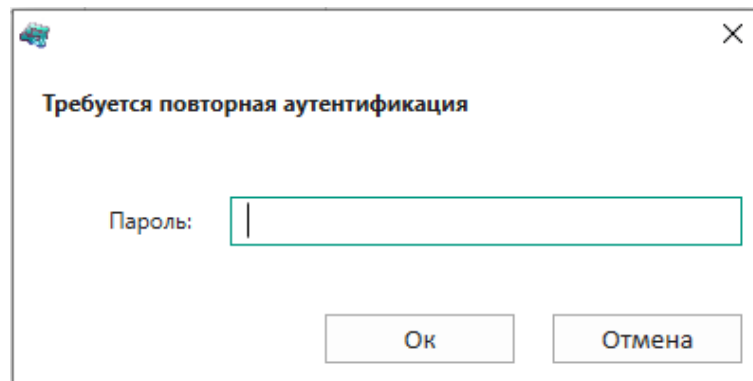 Требуется повторная аутентификация
Пароль:
Ок
Отмена